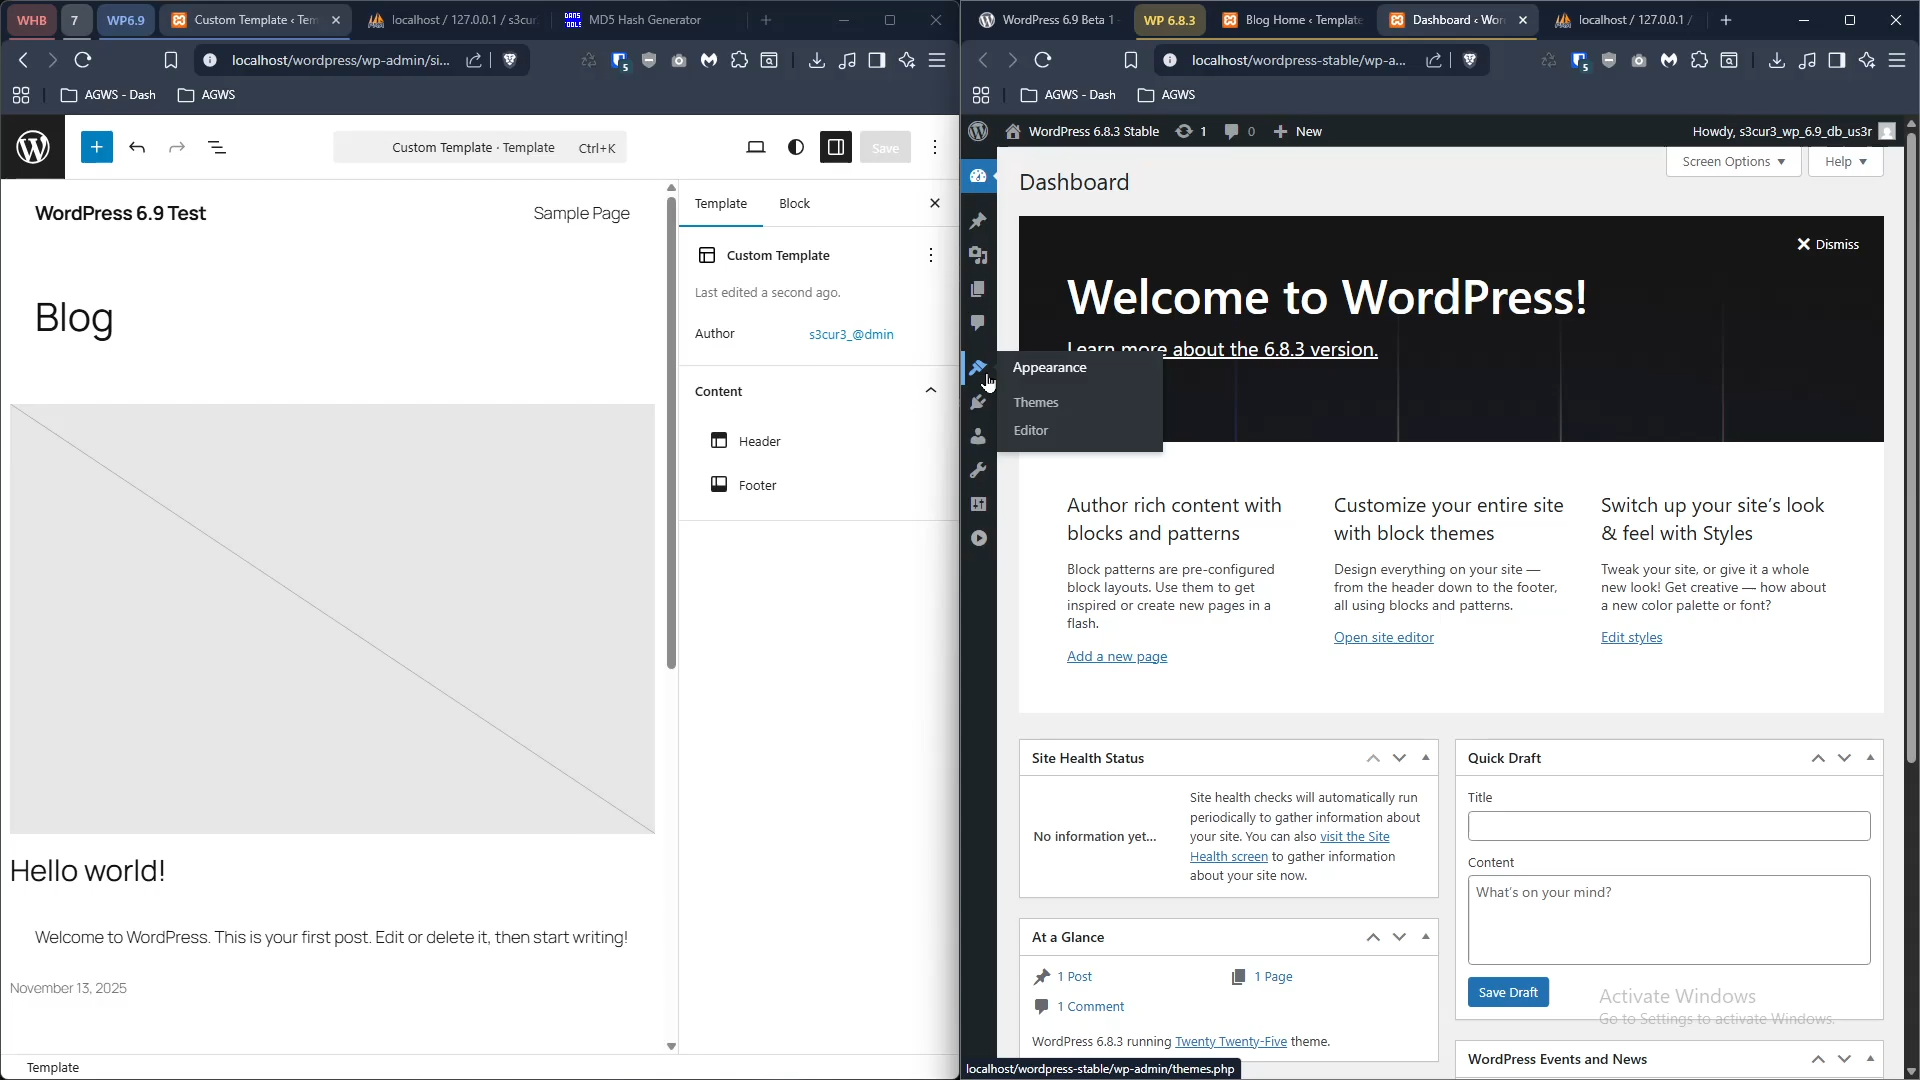 WHB
7
WP6.9
Custom Template ‹ Tem
localhost / 127.0.0.1 / s3cur
MD5 Hash Generator
localhost/wordpress/wp-admin/si...
5
AGWS - Dash
AGWS
Custom Template · Template
Ctrl+K
Save
WordPress 6.9 Test
Sample Page
Blog
Hello world!
Welcome to WordPress. This is your first post. Edit or delete it, then start writing!
November 13, 2025
Template
Template
Block
Custom Template
Last edited a second ago.
Author
s3cur3_@dmin
Content
Header
Footer
WordPress 6.9 Beta 1
WP 6.8.3
Blog Home ‹ Template
Dashboard ‹ Wor
localhost / 127.0.0.1 /
localhost/wordpress-stable/wp-a...
5
AGWS - Dash
AGWS
WordPress 6.8.3 Stable
1
0
New
Howdy, s3cur3_wp_6.9_db_us3r
Screen Options
Help
Dashboard
Dismiss
Welcome to WordPress!
Learn more about the 6.8.3 version.
Appearance
Themes
Editor
Author rich content with
blocks and patterns
Block patterns are pre-configured
block layouts. Use them to get
inspired or create new pages in a
flash.
Add a new page
Customize your entire site
with block themes
Design everything on your site —
from the header down to the footer,
all using blocks and patterns.
Open site editor
Switch up your site's look
& feel with Styles
Tweak your site, or give it a whole
new look! Get creative — how about
a new color palette or font?
Edit styles
Site Health Status
No information yet...
Site health checks will automatically run
periodically to gather information about
your site. You can also visit the Site
Health screen to gather information
about your site now.
At a Glance
1 Post
1 Page
1 Comment
WordPress 6.8.3 running Twenty Twenty-Five theme.
Quick Draft
Title
Content
What's on your mind?
Save Draft
Activate Windows
Go to Settings to activate Windows.
WordPress Events and News
localhost/wordpress-stable/wp-admin/themes.php